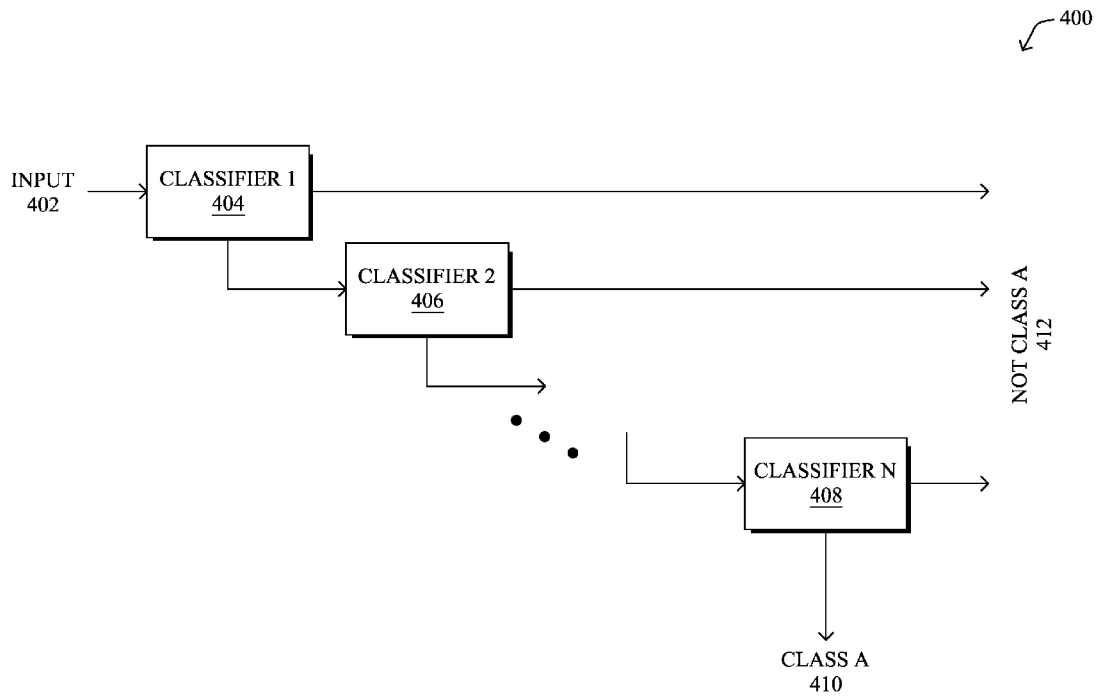 400
INPUT
402
CLASSIFIER 1
404
CLASSIFIER 2
406
NOT CLASS A
412
CLASSIFIER N
408
CLASS A
410